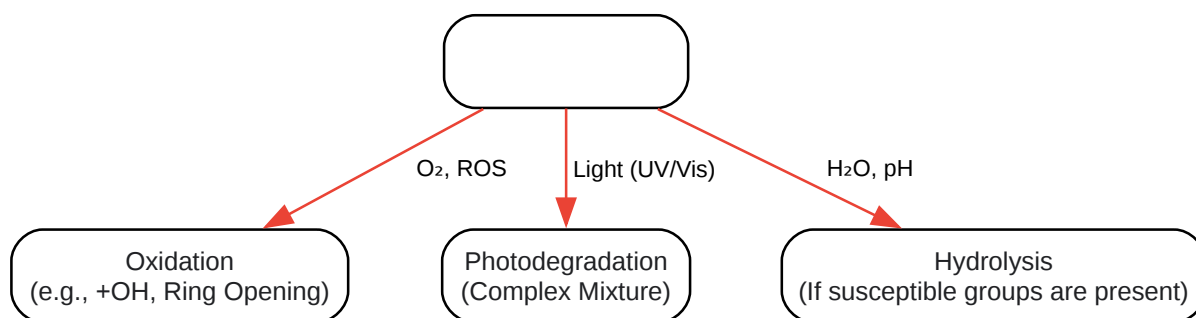 O₂, ROS
Light (UV/Vis)
H₂O, pH
Oxidation
(e.g., +OH, Ring Opening)
Photodegradation
(Complex Mixture)
Hydrolysis
(If susceptible groups are present)